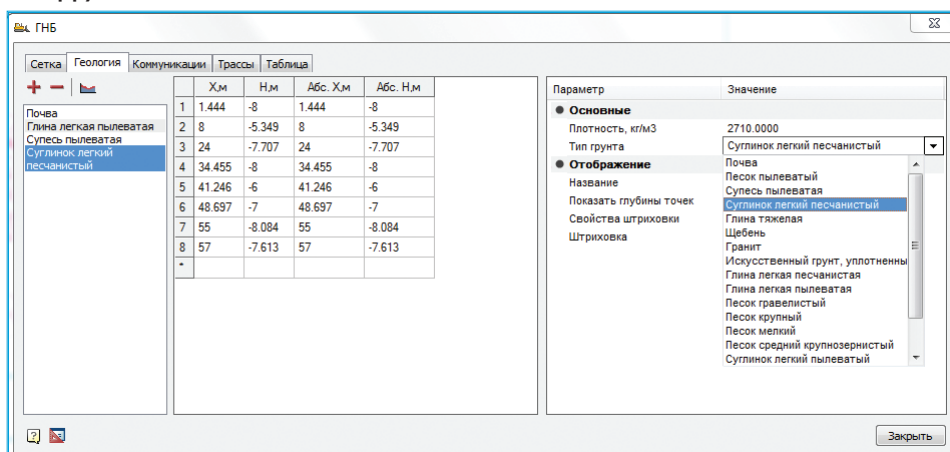 ГНБ
Сетка Геология Коммуникации Трассы Таблица
Почва
Глина легкая пылеватая
Супесь пылеватая
Суглинок легкий
песчанистый
X,м H,м Абс. X,м Абс. H,м
1 1.444 -8 1.444 -8
2 8 -5.349 8 -5.349
3 24 -7.707 24 -7.707
4 34.455 -8 34.455 -8
5 41.246 -6 41.246 -6
6 48.697 -7 48.697 -7
7 55 -8.084 55 -8.084
8 57 -7.613 57 -7.613
*
Параметр Значение
Основные
Плотность, кг/м3 2710.0000
Тип грунта Суглинок легкий песчанистый
Отображение
Название
Показать глубины точек
Свойства штриховки
Штриховка
Почва
Песок пылеватый
Супесь пылеватая
Суглинок легкий песчанистый
Глина тяжелая
Щебень
Гранит
Искусственный грунт, уплотненны
Глина легкая песчанистая
Глина легкая пылеватая
Песок гравелистый
Песок крупный
Песок мелкий
Песок средний крупнозернистый
Суглинок легкий пылеватый
Закрыть